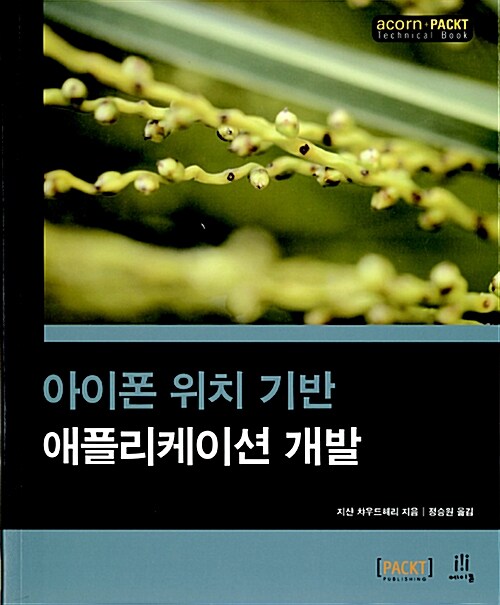 acorn+PACKT
Technical Book
아이폰 위치 기반
애플리케이션 개발
지산 차우드헤리 지음 | 정승원 옮김
[PACKT]
PUBLISHING
에이콘